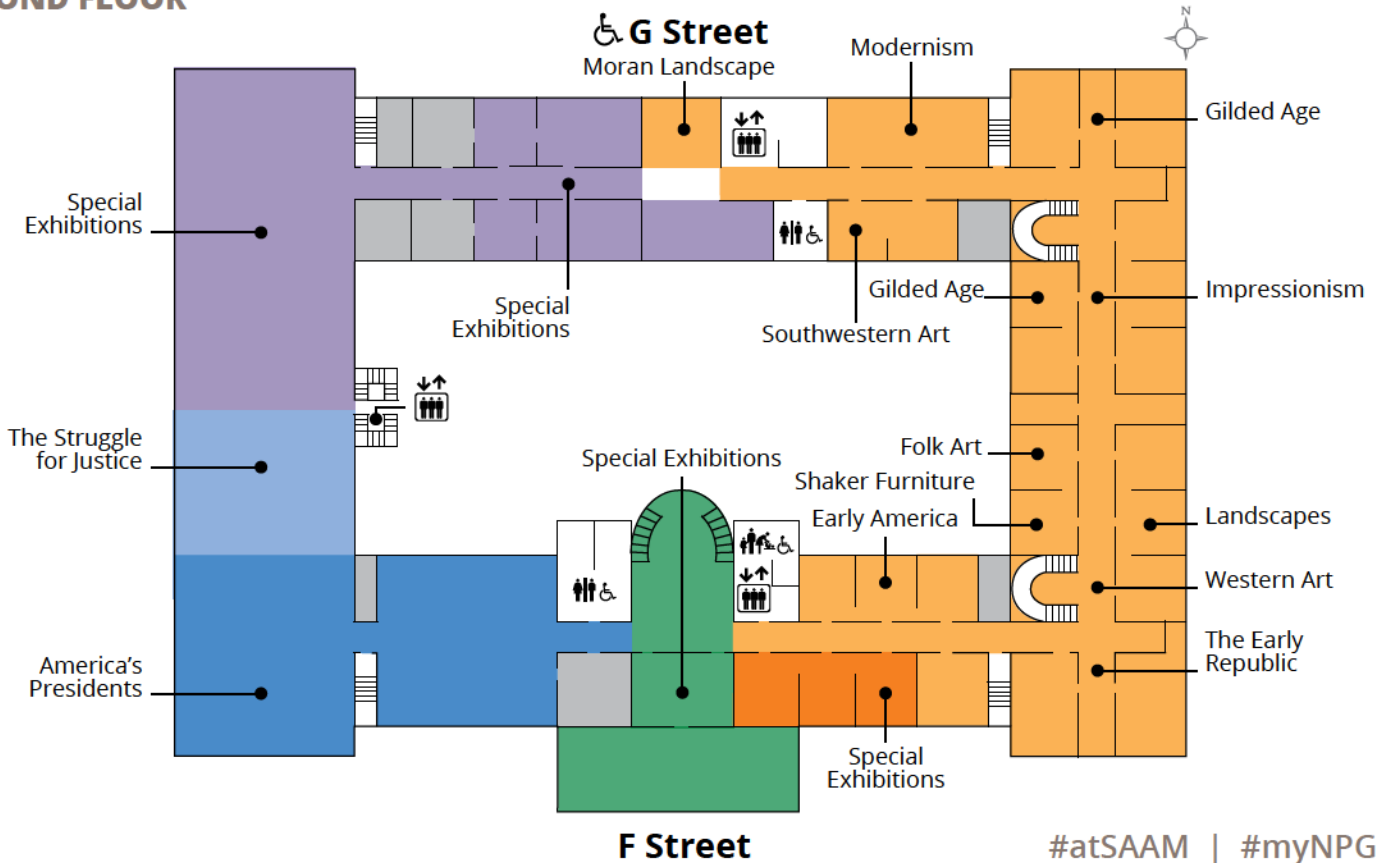 FLOOR
G Street
Moran Landscape
Modernism
N
Gilded Age
Special
Exhibitions
Special
Exhibitions
Gilded Age
Impressionism
Southwestern Art
The Struggle
for Justice
Special Exhibitions
Folk Art
Shaker Furniture
Early America
Landscapes
Western Art
The Early
Republic
America’s
Presidents
Special
Exhibitions
F Street
#atSAAM | #myNPG